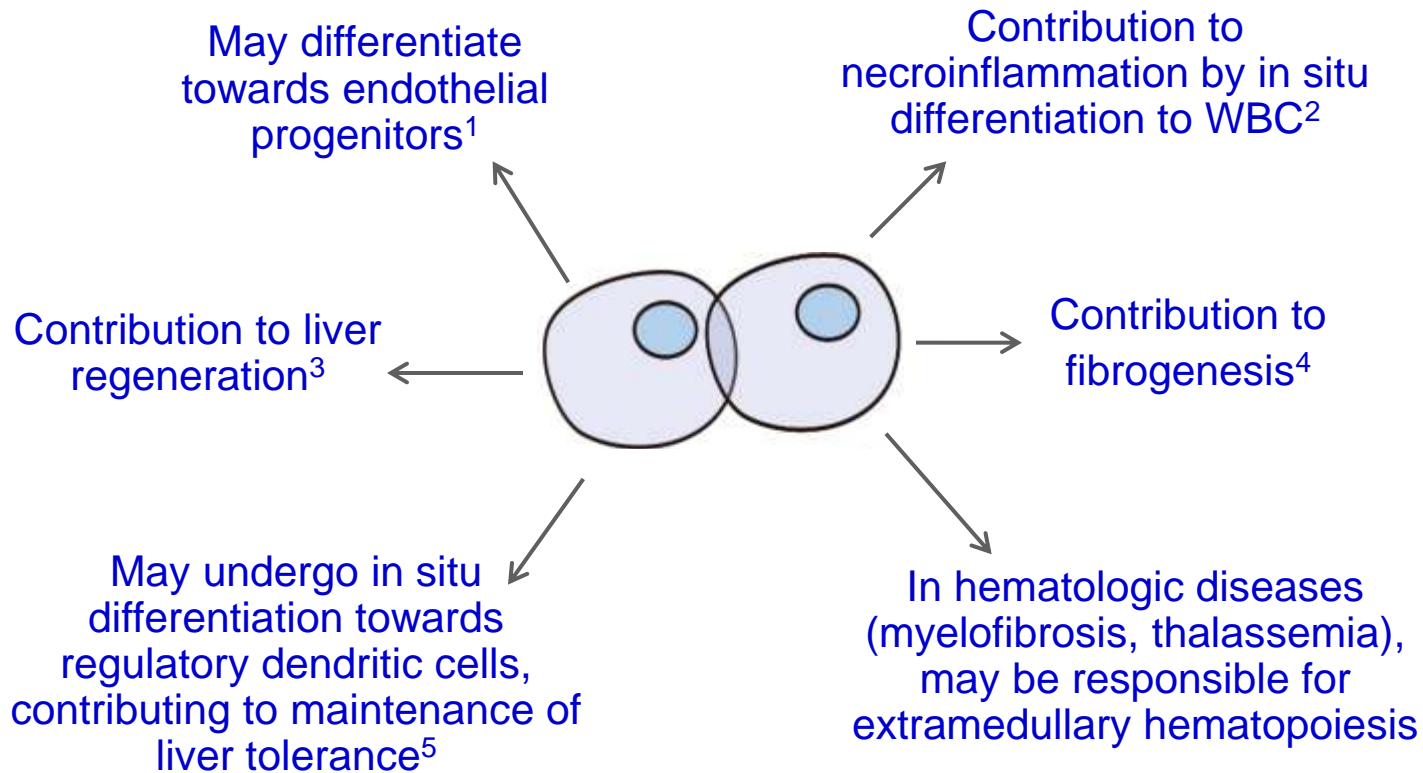 May differentiate
towards endothelial
progenitors¹
Contribution to
necroinflammation by in situ
differentiation to WBC²
Contribution to liver
regeneration³
Contribution to
fibrogenesis⁴
May undergo in situ
differentiation towards
regulatory dendritic cells,
contributing to maintenance of
liver tolerance⁵
In hematologic diseases
(myelofibrosis, thalassemia),
may be responsible for
extramedullary hematopoiesis